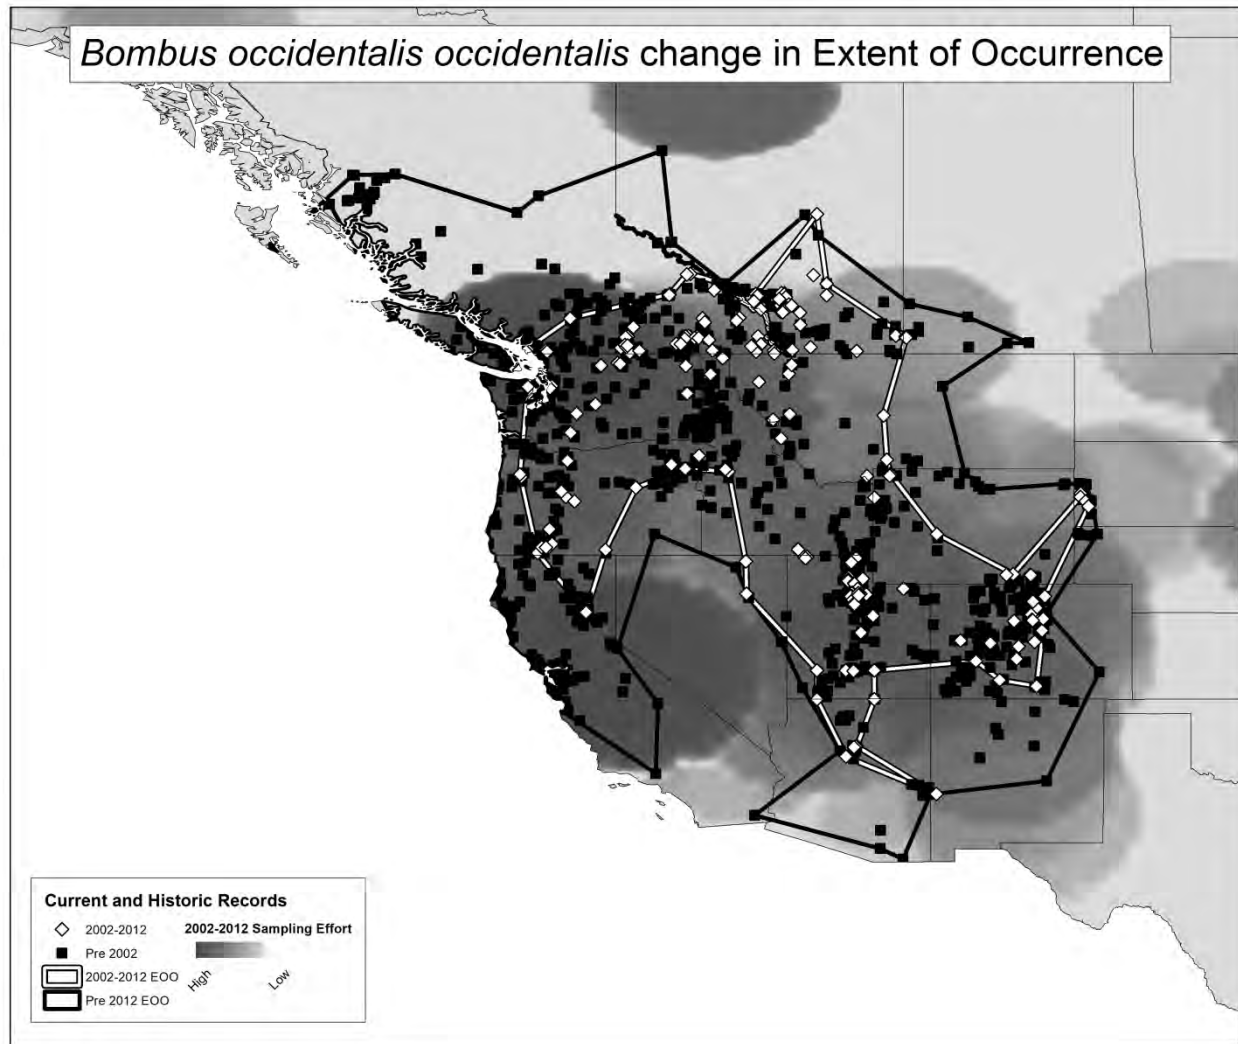 Bombus occidentalis occidentalis change in Extent of Occurrence
Current and Historic Records
2002-2012
2002-2012 Sampling Effort
Pre 2002
High
Low
2002-2012 EOO
Pre 2012 EOO